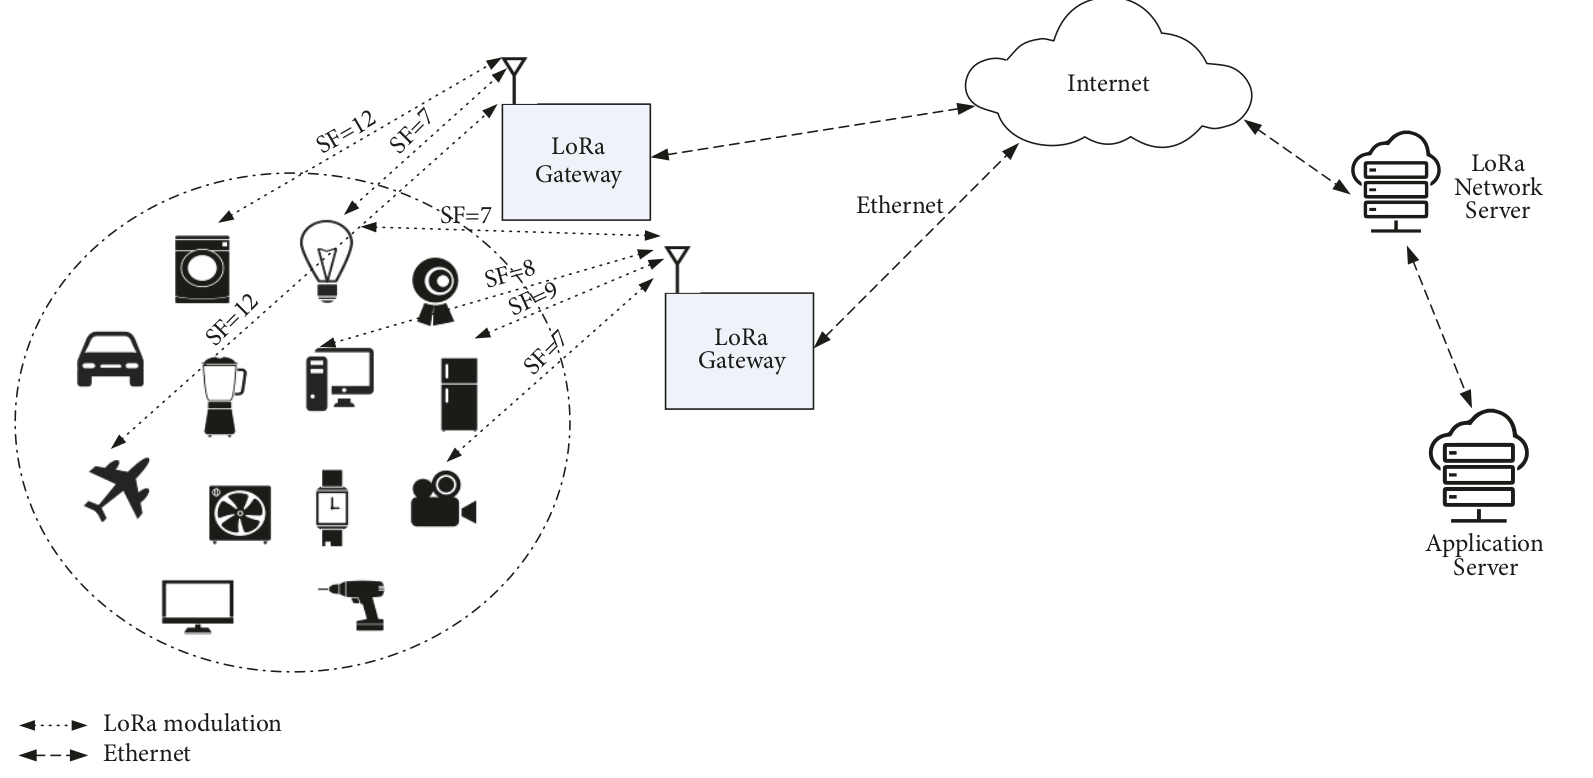 SF=12
SF=7
LoRa
Gateway
Internet
LoRa
Network
Server
Ethernet
SF=7
SF=8
SF=9
SF=7
SF=12
LoRa
Gateway
Application
Server
LoRa modulation
Ethernet